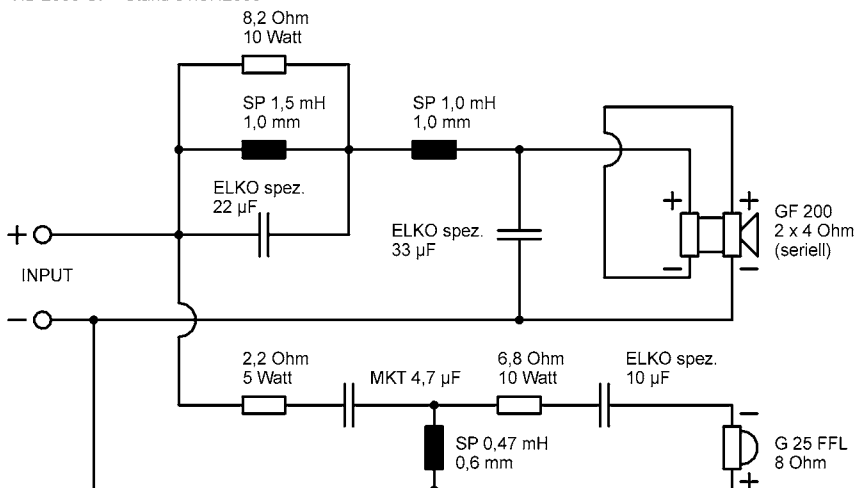 8,2 Ohm
10 Watt
SP 1,5 mH
1,0 mm
SP 1,0 mH
1,0 mm
ELKO spez.
22 µF
ELKO spez.
33 µF
+
−
+
−
GF 200
2 x 4 Ohm
(seriell)
+
INPUT
−
2,2 Ohm
5 Watt
MKT 4,7 µF
6,8 Ohm
10 Watt
ELKO spez.
10 µF
SP 0,47 mH
0,6 mm
−
G 25 FFL
8 Ohm
+